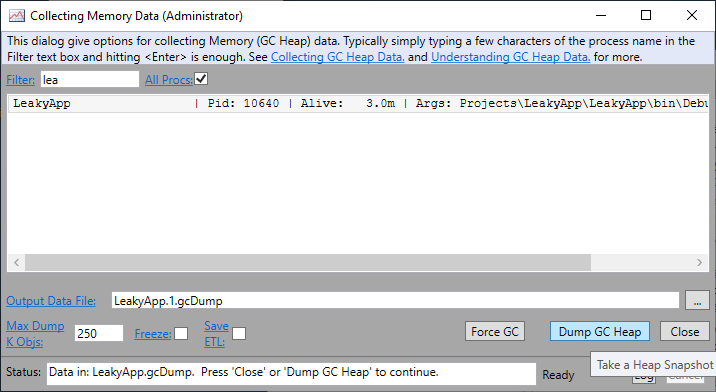 Collecting Memory Data (Administrator)
This dialog give options for collecting Memory (GC Heap) data. Typically simply typing a few characters of the process name in the
Filter text box and hitting <Enter> is enough. See Collecting GC Heap Data. and Understanding GC Heap Data. for more.
Filter: lea All Procs:
LeakyApp | Pid: 10640 | Alive: 3.0m | Args: Projects\LeakyApp\LeakyApp\bin\Debu
Output Data File: LeakyApp.1.gcDump ...
Max Dump K Objs: 250 Freeze: Save ETL: Force GC Dump GC Heap Close
Take a Heap Snapshot
Status: Data in: LeakyApp.gcDump. Press 'Close' or 'Dump GC Heap' to continue. Ready